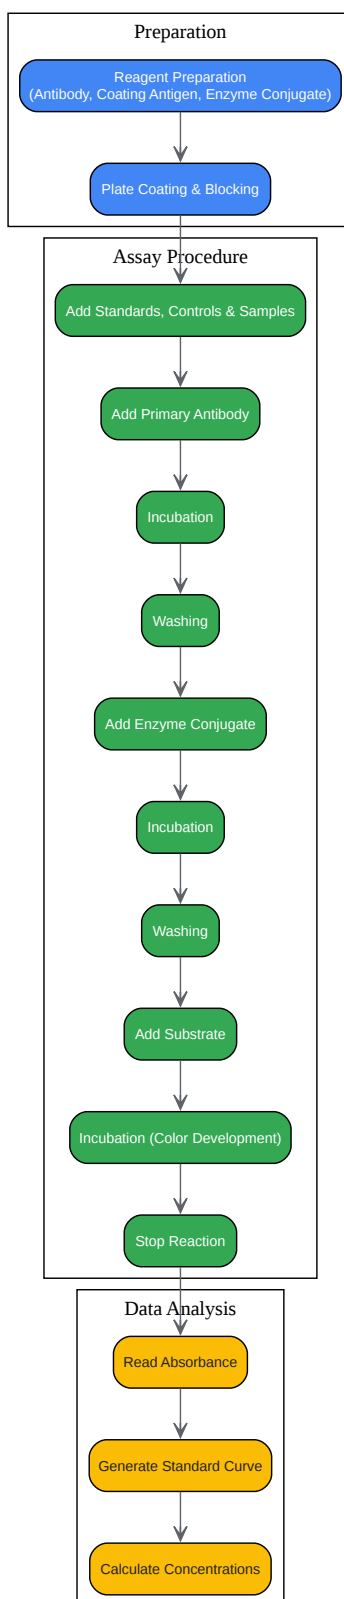 Preparation
Reagent Preparation
(Antibody, Coating Antigen, Enzyme Conjugate)
Plate Coating & Blocking
Assay Procedure
Add Standards, Controls & Samples
Add Primary Antibody
Incubation
Washing
Add Enzyme Conjugate
Incubation
Washing
Add Substrate
Incubation (Color Development)
Stop Reaction
Data Analysis
Read Absorbance
Generate Standard Curve
Calculate Concentrations